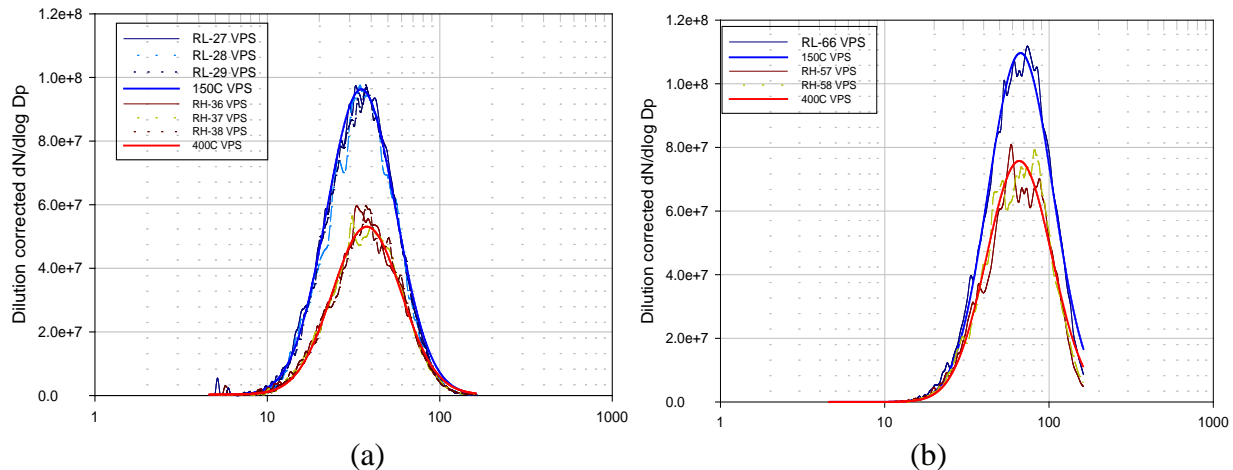 1.2e+8
1.0e+8
8.0e+7
6.0e+7
4.0e+7
2.0e+7
0.0
Dilution corrected dN/dlog Dp
RL-27 VPS
RL-28 VPS
RL-29 VPS
150C VPS
RH-36 VPS
RH-37 VPS
RH-38 VPS
400C VPS
1 10 100 1000
(a)
1.2e+8
1.0e+8
8.0e+7
6.0e+7
4.0e+7
2.0e+7
0.0
Dilution corrected dN/dlog Dp
RL-66 VPS
150C VPS
RH-57 VPS
RH-58 VPS
400C VPS
1 10 100 1000
(b)